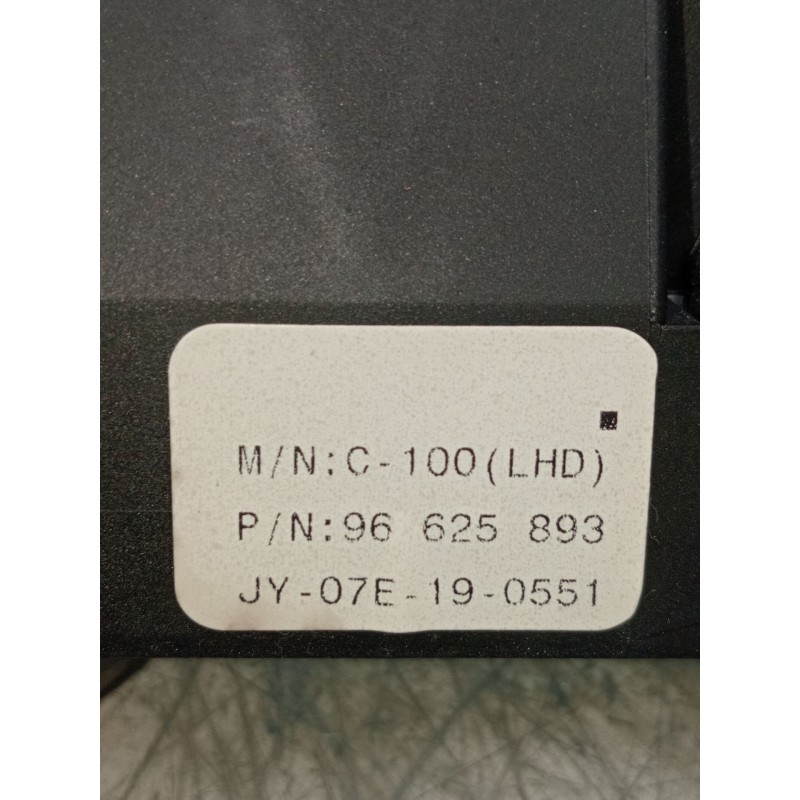 M/N:C-100(LHD)
P/N:96 625 893
JY-07E-19-0551